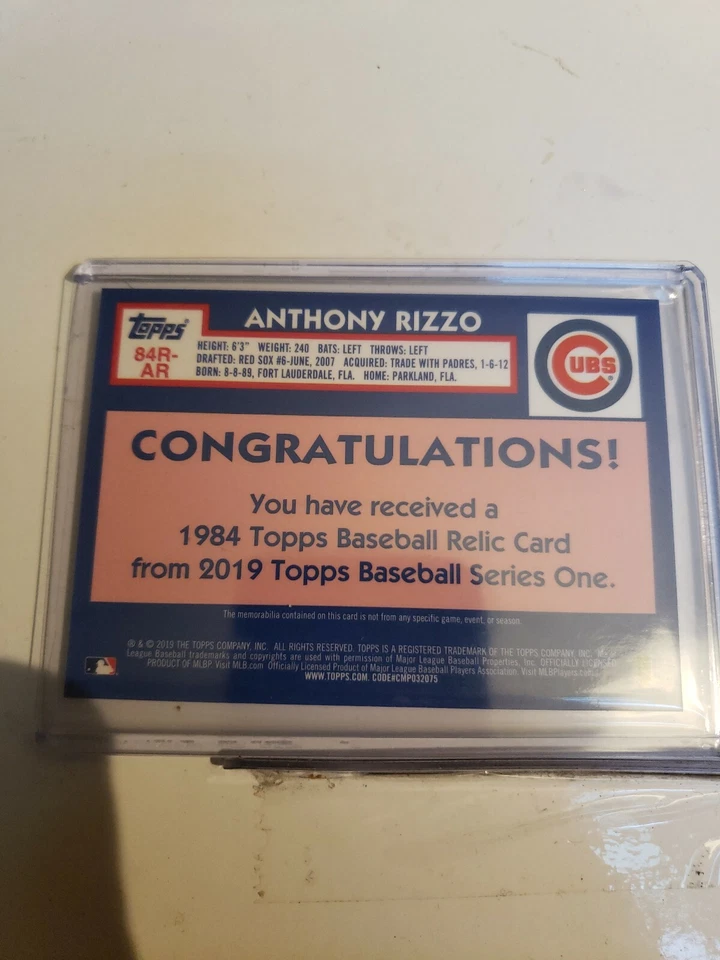 Topps
84R-
AR
ANTHONY RIZZO
HEIGHT: 6'3" WEIGHT: 240 BATS: LEFT THROWS: LEFT
DRAFTED: RED SOX #6-JUNE, 2007 ACQUIRED: TRADE WITH PADRES, 1-6-12
BORN: 8-8-89, FORT LAUDERDALE, FLA. HOME: PARKLAND, FLA.
CUBS
CONGRATULATIONS!
You have received a
1984 Topps Baseball Relic Card
from 2019 Topps Baseball Series One.
The memorabilia contained on this card is not from any specific game, event, or season.
® & © 2019 THE TOPPS COMPANY, INC. ALL RIGHTS RESERVED. TOPPS IS A REGISTERED TRADEMARK OF THE TOPPS COMPANY, INC.
League Baseball trademarks and copyrights are used with permission of Major League Baseball Properties, Inc. OFFICIALLY LICENSED
PRODUCT OF MLBP. Visit MLB.com Officially Licensed Product of Major League Baseball Players Association. Visit
WWW.TOPPS.COM. CODE#CMP032075